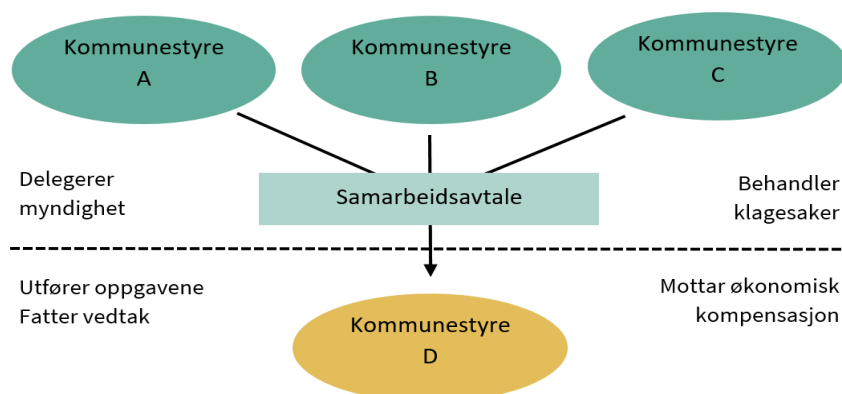 Kommunestyre
A
Kommunestyre
B
Kommunestyre
C
Delegerer
myndighet
Samarbeidsavtale
Behandler
klagesaker
Utfører oppgavene
Fatter vedtak
Mottar økonomisk
kompensasjon
Kommunestyre
D